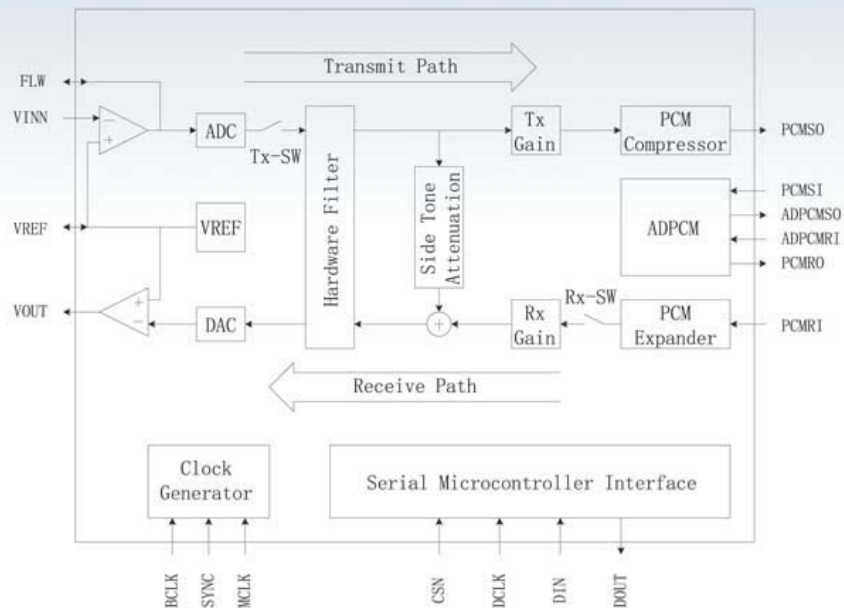 Transmit Path
FLW
VINN
−
+
ADC
Tx-SW
Hardware Filter
Tx
Gain
PCM
Compressor
PCMSO
Side Tone
Attenuation
PCMSI
ADPCMSO
ADPCM
ADPCMRI
PCMRO
VREF
VREF
VOUT
+
−
DAC
+
Rx
Gain
Rx-SW
PCM
Expander
PCMRI
Receive Path
Clock
Generator
Serial Microcontroller Interface
BCLK
SYNC
MCLK
CSN
DCLK
DIN
DOUT